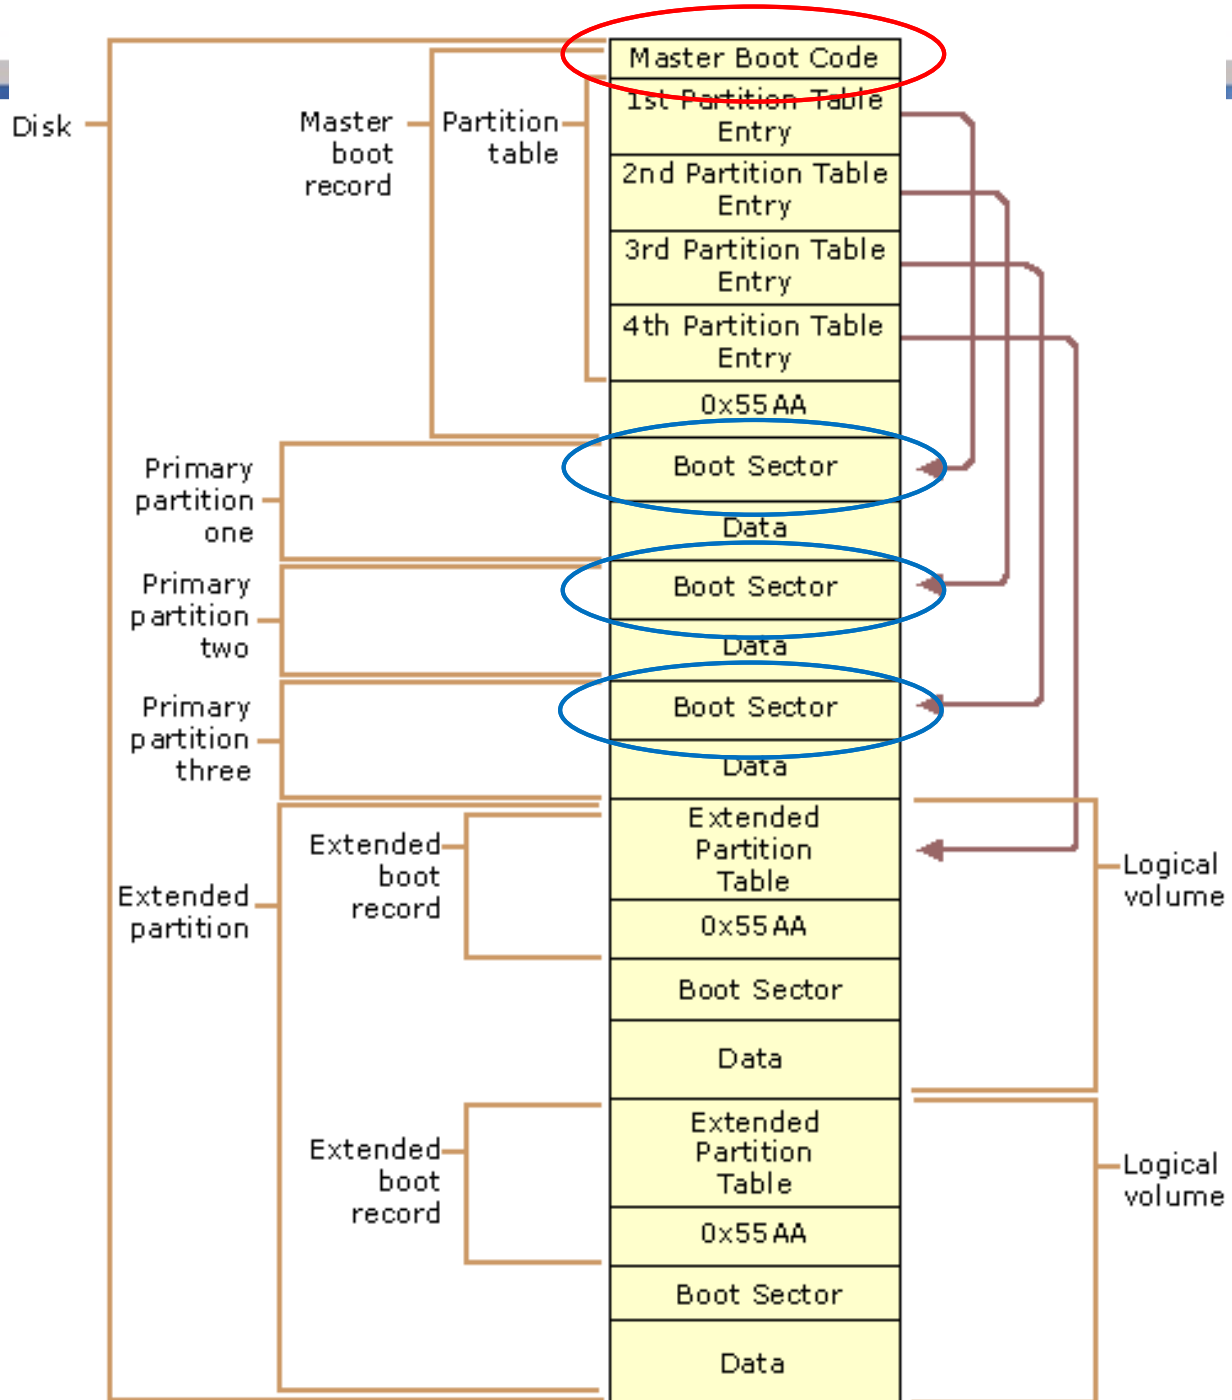 Disk
Master
boot
record
Partition
table
Master Boot Code
1st Partition Table
Entry
2nd Partition Table
Entry
3rd Partition Table
Entry
4th Partition Table
Entry
0x55AA
Primary
partition
one
Boot Sector
Data
Primary
partition
two
Boot Sector
Data
Primary
partition
three
Boot Sector
Data
Extended
partition
Extended
boot
record
Extended
Partition
Table
0x55AA
Boot Sector
Data
Logical
volume
Extended
boot
record
Extended
Partition
Table
0x55AA
Boot Sector
Data
Logical
volume